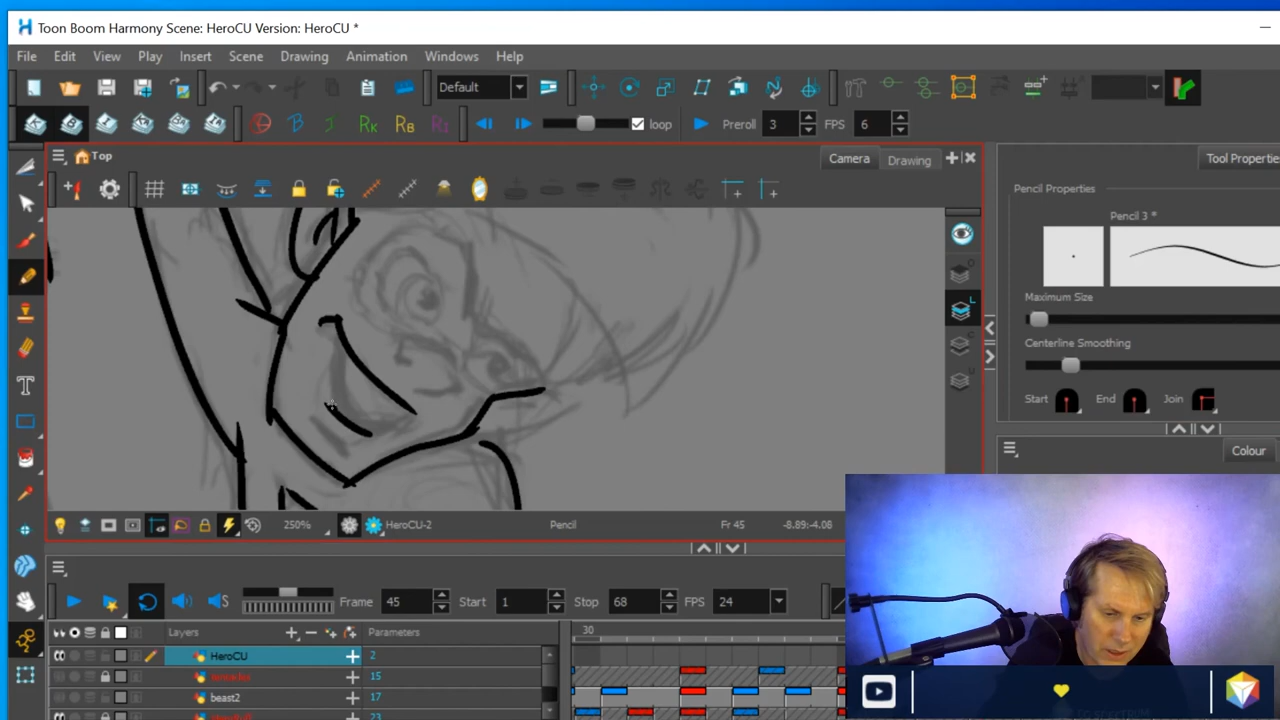 Toon Boom Harmony Scene: HeroCU Version: HeroCU *
File Edit View Play Insert Scene Drawing Animation Windows Help
Default
RK RB loop Preroll 3 FPS 6
Top Camera Drawing Tool Properties
Pencil Properties
Pencil 3 *
Maximum Size
Centerline Smoothing
Start End Join
Colour
250% HeroCU-2 Pencil Fr 45 -8.89:-4.08
Frame 45 Start 1 Stop 68 FPS 24
Layers Parameters 30
HeroCU 2
15
beast2 17
23